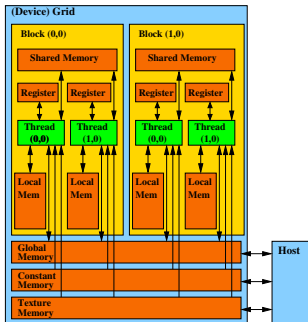 (Device) Grid
Block (0,0)
Shared Memory
Register
Register
Thread
(0,0)
Thread
(1,0)
Local
Mem
Local
Mem
Block (1,0)
Shared Memory
Register
Register
Thread
(0,0)
Thread
(1,0)
Local
Mem
Local
Mem
Global
Memory
Constant
Memory
Texture
Memory
Host